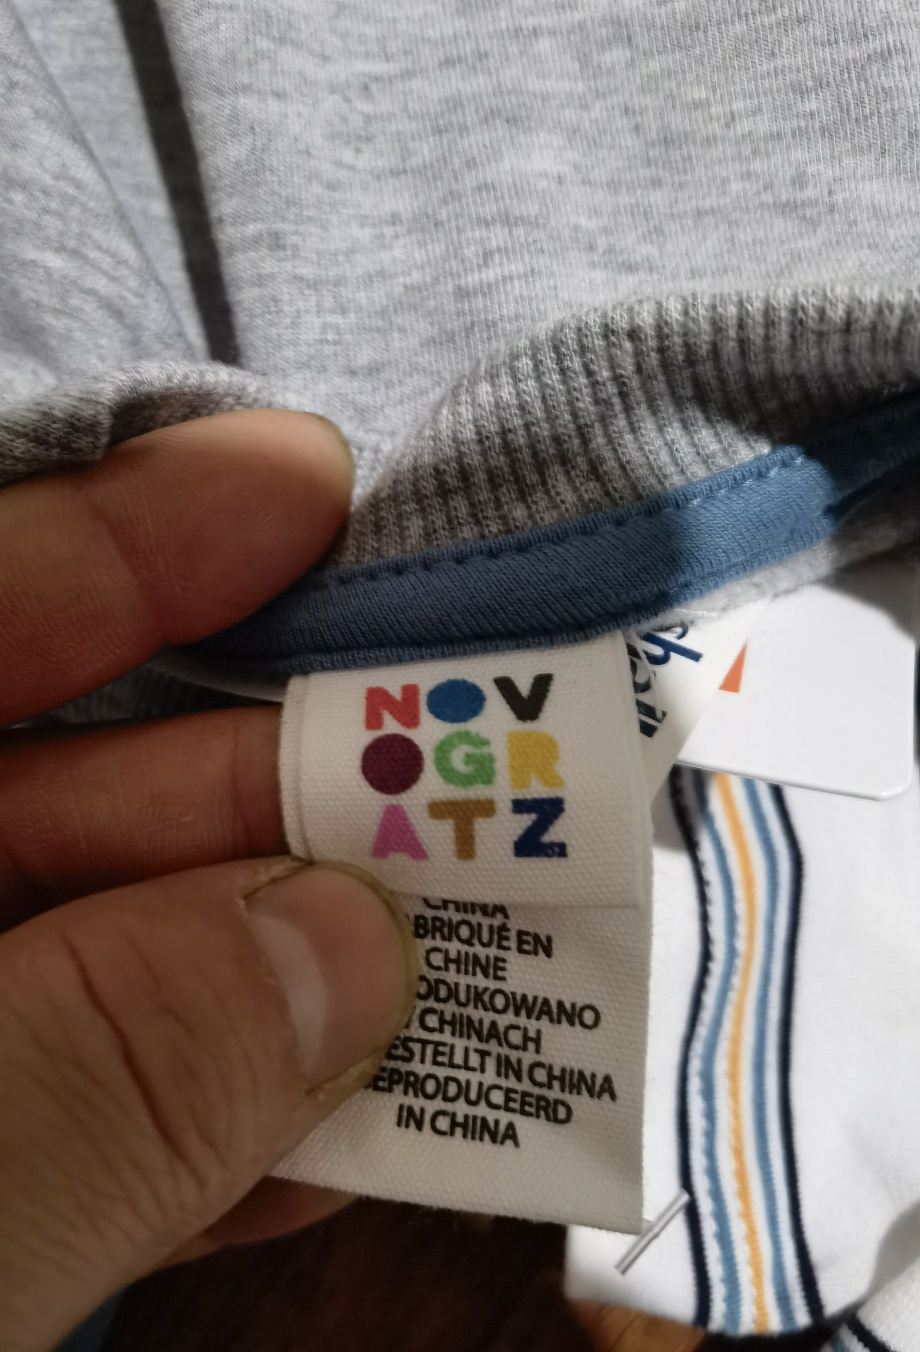 NOV
OGR
ATZ
CHINA
BRIQUÉ EN
CHINE
ODUKOWANO
CHINACH
ESTELLT IN CHINA
EPRODUCEERD
IN CHINA